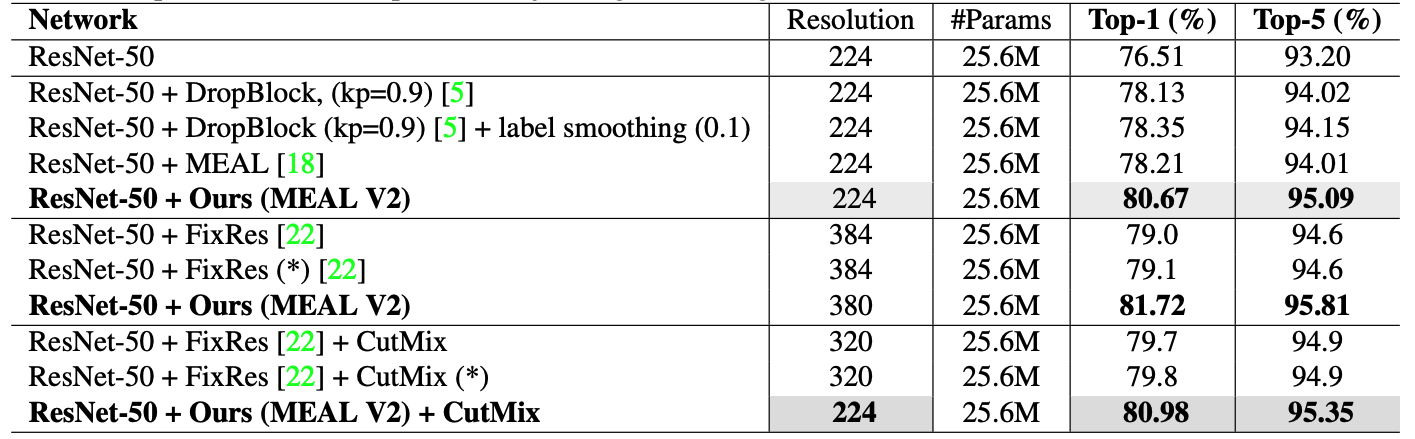 Network Resolution #Params Top-1 (%) Top-5 (%)
ResNet-50 224 25.6M 76.51 93.20
ResNet-50 + DropBlock, (kp=0.9) [5] 224 25.6M 78.13 94.02
ResNet-50 + DropBlock (kp=0.9) [5] + label smoothing (0.1) 224 25.6M 78.35 94.15
ResNet-50 + MEAL [18] 224 25.6M 78.21 94.01
ResNet-50 + Ours (MEAL V2) 224 25.6M 80.67 95.09
ResNet-50 + FixRes [22] 384 25.6M 79.0 94.6
ResNet-50 + FixRes (*) [22] 384 25.6M 79.1 94.6
ResNet-50 + Ours (MEAL V2) 380 25.6M 81.72 95.81
ResNet-50 + FixRes [22] + CutMix 320 25.6M 79.7 94.9
ResNet-50 + FixRes [22] + CutMix (*) 320 25.6M 79.8 94.9
ResNet-50 + Ours (MEAL V2) + CutMix 224 25.6M 80.98 95.35